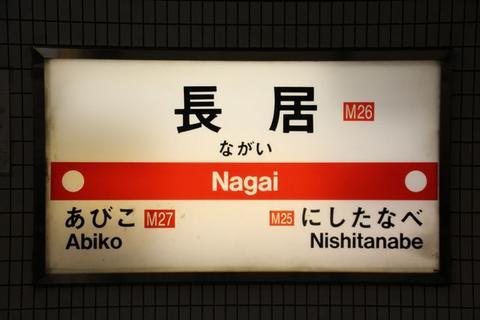 長居 M26
ながい
Nagai
あびこ M27 M25 にしたなべ
Abiko Nishitanabe